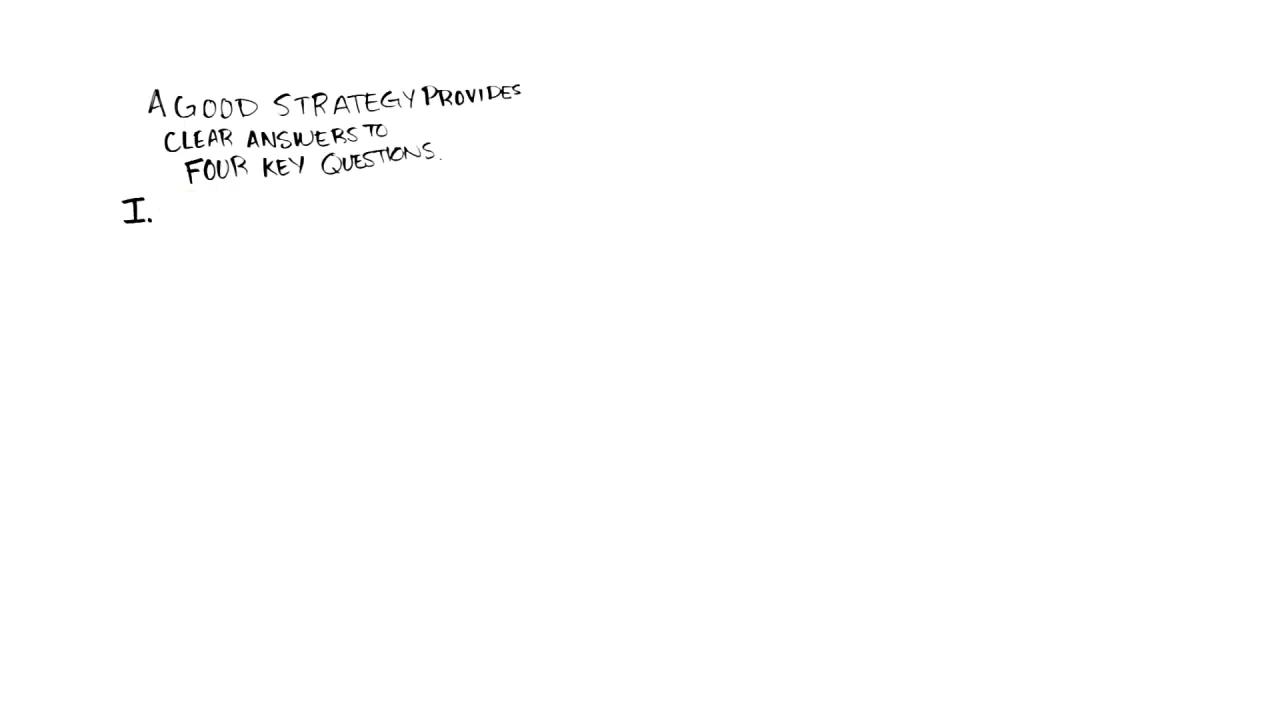 A GOOD STRATEGY PROVIDES
CLEAR ANSWERS TO
FOUR KEY QUESTIONS.
I.